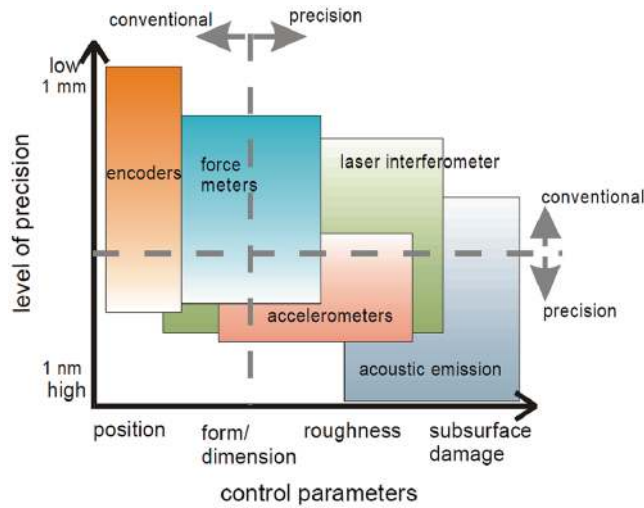 conventional
precision
low
1 mm
encoders
force
meters
laser interferometer
conventional
level of precision
precision
accelerometers
1 nm
high
acoustic emission
position
form/
dimension
roughness
subsurface
damage
control parameters